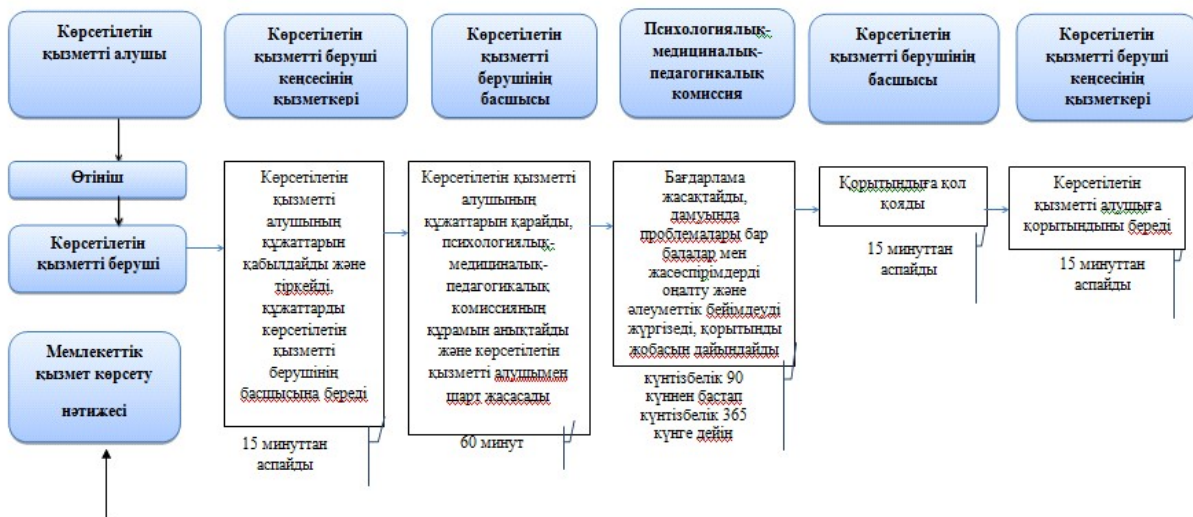 Көрсетілетін
қызметті алушы
Көрсетілетін
қызметті беруші
кеңсесінің
қызметкері
Көрсетілетін
қызметті
берушінің
басшысы
Психологиялық-
медициналық-
педагогикалық
комиссия
Көрсетілетін
қызметті берушінің
басшысы
Көрсетілетін
қызметті беруші
кеңсесінің
қызметкері
Өтініш
Көрсетілетін
қызметті беруші
Мемлекеттік
қызмет көрсету
нәтижесі
Көрсетілетін
қызметті
алушының
құжаттарын
қабылдайды және
тіркейді,
құжаттарды
көрсетілетін
қызметті
берушінің
басшысына береді
15 минуттан
аспайды
Көрсетілетін қызметті
алушының
құжаттарын қарайды,
психологиялық-
медициналық-
педагогикалық
комиссияның
құрамын анықтайды
және көрсетілетін
қызметті алушымен
шарт жасасады
60 минут
Бағдарлама
жасақтайды,
дамуында
проблемалары бар
балалар мен
жасөспірімдерді
оңалту және
әлеуметтік бейімдеуді
жүргізеді, қорытынды
жобасын дайындайды
күнтізбелік 90
күннен бастап
күнтізбелік 365
күнге дейін
Қорытындыға қол
қояды
15 минуттан
аспайды
Көрсетілетін
қызметті алушыға
қорытындыны береді
15 минуттан
аспайды